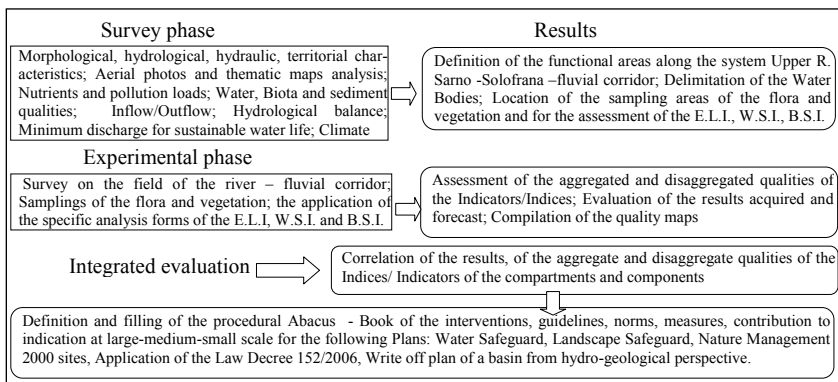 Survey phase
Results
Morphological, hydrological, hydraulic, territorial char-
acteristics; Aerial photos and thematic maps analysis;
Nutrients and pollution loads; Water, Biota and sediment
qualities; Inflow/Outflow; Hydrological balance;
Minimum discharge for sustainable water life; Climate
Definition of the functional areas along the system Upper R.
Sarno -Solofrana –fluvial corridor; Delimitation of the Water
Bodies; Location of the sampling areas of the flora and
vegetation and for the assessment of the E.L.I., W.S.I., B.S.I.
Experimental phase
Survey on the field of the river – fluvial corridor;
Samplings of the flora and vegetation; the application of
the specific analysis forms of the E.L.I, W.S.I. and B.S.I.
Assessment of the aggregated and disaggregated qualities of
the Indicators/Indices; Evaluation of the results acquired and
forecast; Compilation of the quality maps
Integrated evaluation
Correlation of the results, of the aggregate and disaggregate qualities of the
Indices/ Indicators of the compartments and components
Definition and filling of the procedural Abacus - Book of the interventions, guidelines, norms, measures, contribution to
indication at large-medium-small scale for the following Plans: Water Safeguard, Landscape Safeguard, Nature Management
2000 sites, Application of the Law Decree 152/2006, Write off plan of a basin from hydro-geological perspective.